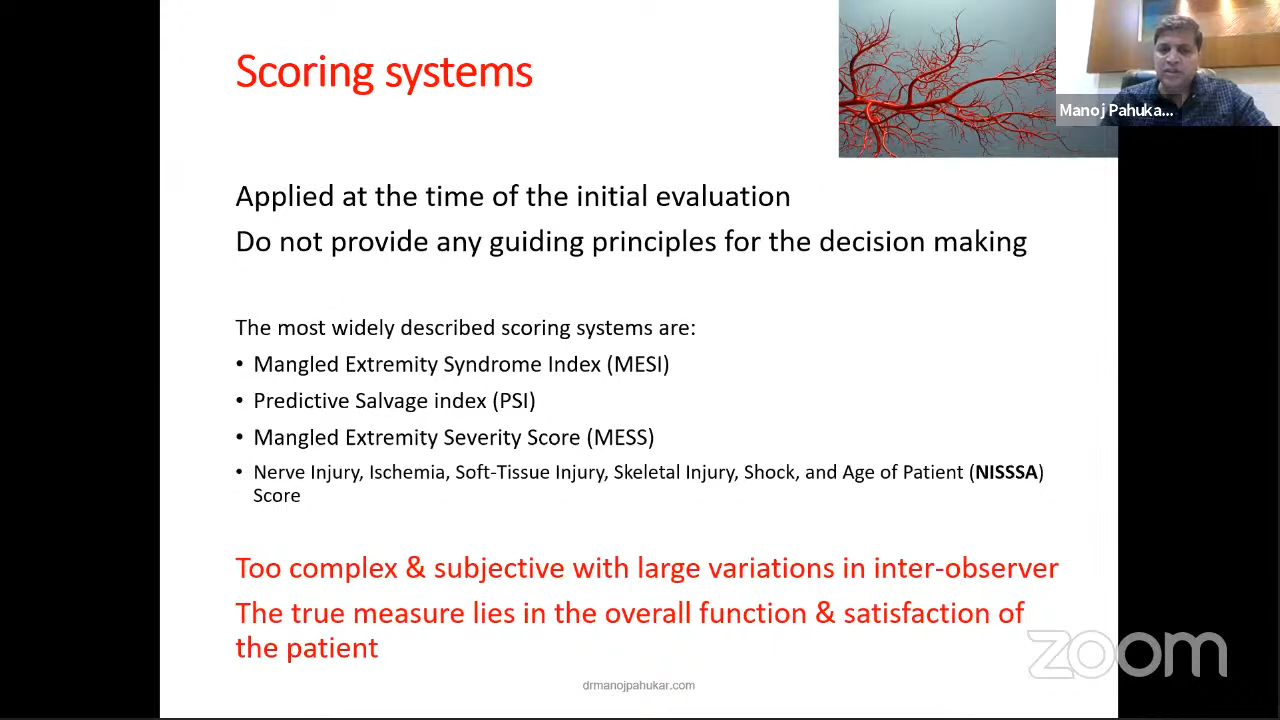 Scoring systems
Manoj Pahuka...
Applied at the time of the initial evaluation
Do not provide any guiding principles for the decision making
The most widely described scoring systems are:
• Mangled Extremity Syndrome Index (MESI)
• Predictive Salvage index (PSI)
• Mangled Extremity Severity Score (MESS)
• Nerve Injury, Ischemia, Soft-Tissue Injury, Skeletal Injury, Shock, and Age of Patient (NISSSA)
Score
Too complex & subjective with large variations in inter-observer
The true measure lies in the overall function & satisfaction of
the patient
zoom
drmanojpahukar.com